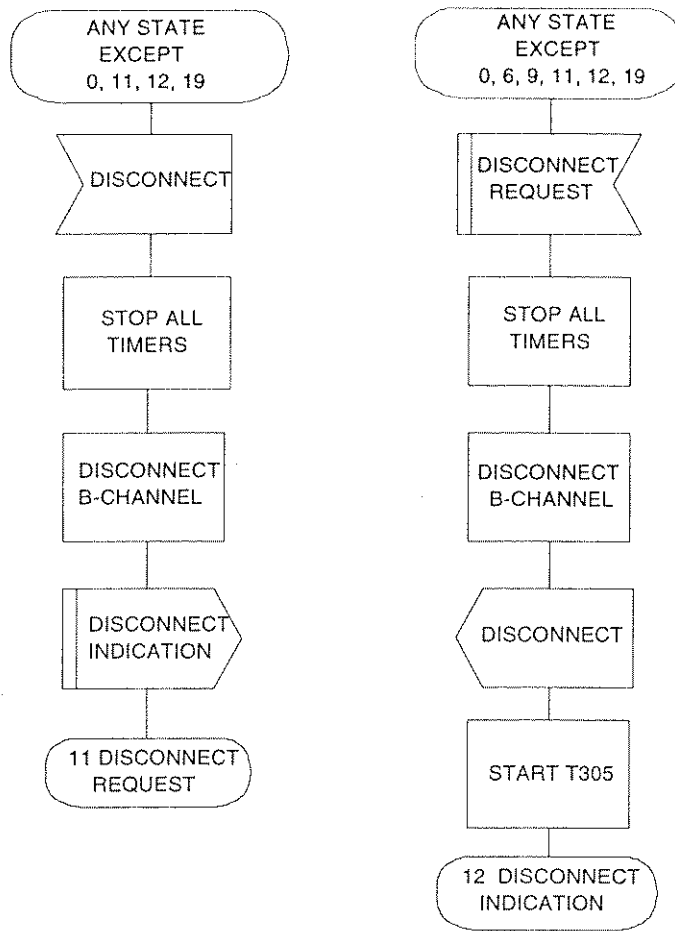 ANY STATE
EXCEPT
0, 11, 12, 19
DISCONNECT
STOP ALL
TIMERS
DISCONNECT
B-CHANNEL
DISCONNECT
INDICATION
11 DISCONNECT
REQUEST
ANY STATE
EXCEPT
0, 6, 9, 11, 12, 19
DISCONNECT
REQUEST
STOP ALL
TIMERS
DISCONNECT
B-CHANNEL
DISCONNECT
START T305
12 DISCONNECT
INDICATION